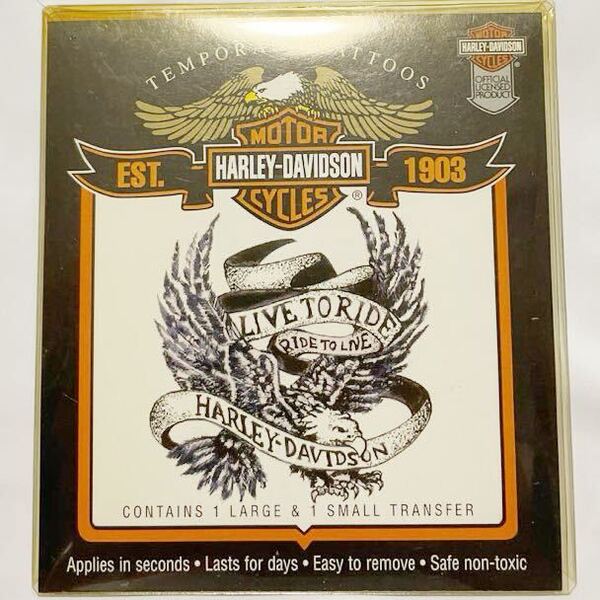 TEMPORARY TATTOOS
MOTOR
HARLEY-DAVIDSON
CYCLES
®
OFFICIAL
LICENSED
PRODUCT
MOTOR
EST. HARLEY-DAVIDSON 1903
CYCLES ®
LIVE TO RIDE
RIDE TO LIVE
HARLEY-DAVIDSON
CONTAINS 1 LARGE & 1 SMALL TRANSFER
Applies in seconds • Lasts for days • Easy to remove • Safe non-toxic